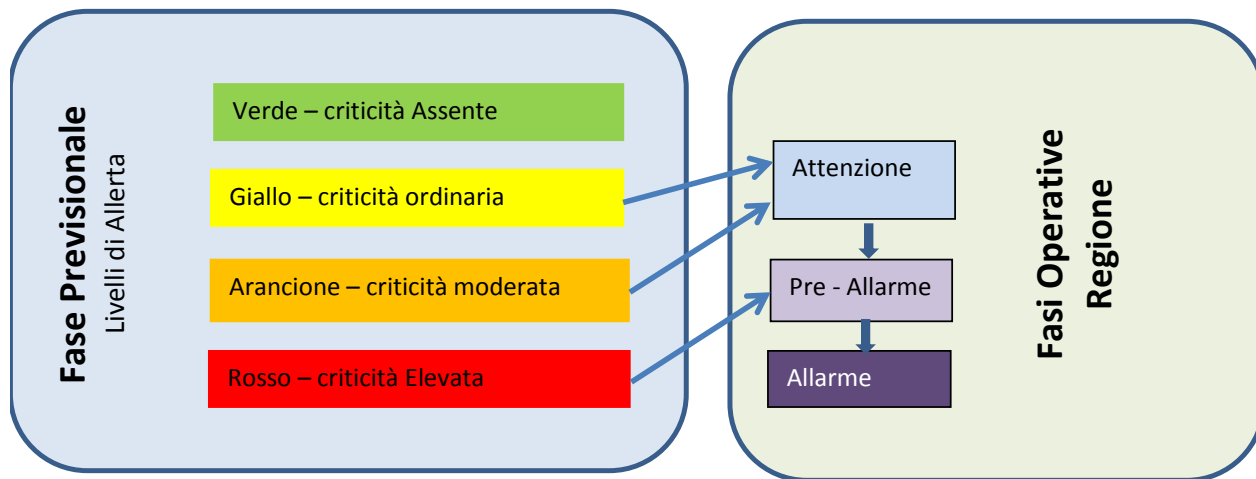 Fase Previsionale
Livelli di Allerta
Verde – criticità Assente
Giallo – criticità ordinaria
Arancione – criticità moderata
Rosso – criticità Elevata
Attenzione
Pre - Allarme
Allarme
Fasi Operative
Regione